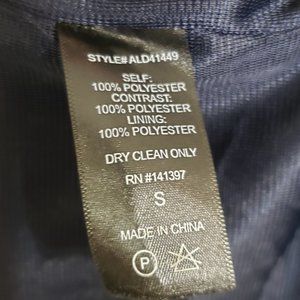 STYLE# ALD41449
SELF:
100% POLYESTER
CONTRAST:
100% POLYESTER
LINING:
100% POLYESTER
DRY CLEAN ONLY
RN #141397
S
MADE IN CHINA
P